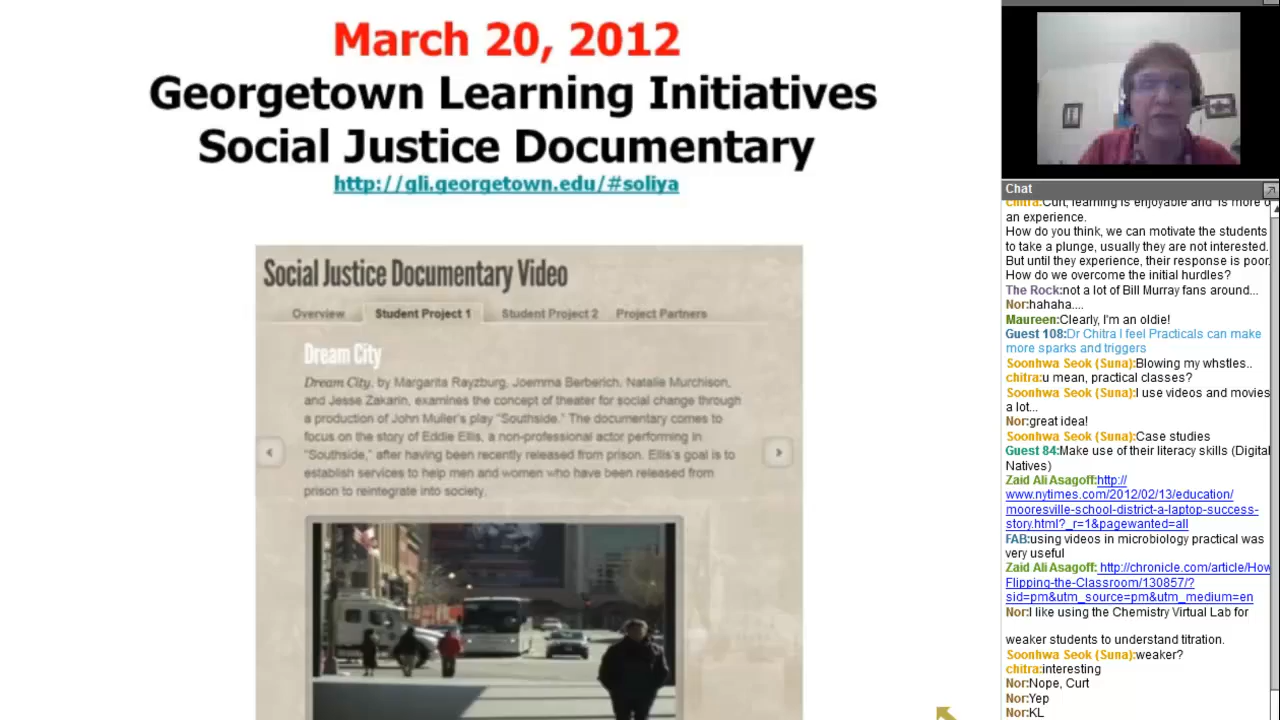 March 20, 2012
Georgetown Learning Initiatives
Social Justice Documentary
http://gli.georgetown.edu/#soliya
Social Justice Documentary Video
Overview
Student Project 1
Student Project 2
Project Partners
Dream City
Dream City, by Margarita Rayzburg, Joemma Berberich, Natalie Murchison,
and Jesse Zakarin, examines the concept of theater for social change through
a production of John Muller's play "Southside." The documentary comes to
focus on the story of Eddie Ellis, a non-professional actor performing in
"Southside," after having been recently released from prison. Ellis's goal is to
establish services to help men and women who have been released from
prison to reintegrate into society.
Chat
chitra:Curt, learning is enjoyable and is more o
an experience.
How do you think, we can motivate the students
to take a plunge, usually they are not interested.
But until they experience, their response is poor.
How do we overcome the initial hurdles?
The Rock:not a lot of Bill Murray fans around...
Nor:hahaha....
Maureen:Clearly, I'm an oldie!
Guest 108:Dr Chitra I feel Practicals can make
more sparks and triggers
Soonhwa Seok (Suna):Blowing my whstles..
chitra:u mean, practical classes?
Soonhwa Seok (Suna):I use videos and movies
a lot...
Nor:great idea!
Soonhwa Seok (Suna):Case studies
Guest 84:Make use of their literacy skills (Digital
Natives)
Zaid Ali Asagoff:http://
www.nytimes.com/2012/02/13/education/
mooresville-school-district-a-laptop-success-
story.html?_r=1&pagewanted=all
FAB:using videos in microbiology practical was
very useful
Zaid Ali Asagoff: http://chronicle.com/article/How
Flipping-the-Classroom/130857/?
sid=pm&utm_source=pm&utm_medium=en
Nor:I like using the Chemistry Virtual Lab for
weaker students to understand titration.
Soonhwa Seok (Suna):weaker?
chitra:interesting
Nor:Nope, Curt
Nor:Yep
Nor:KL